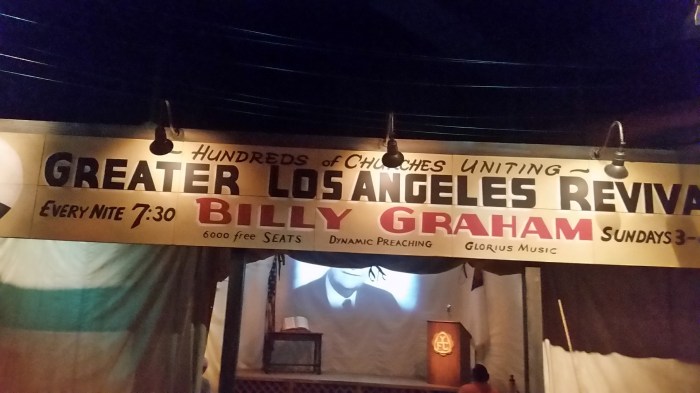 HUNDREDS of CHURCHES UNITING ~
GREATER LOS ANGELES REVIVA
EVERY NITE 7:30 BILLY GRAHAM SUNDAYS 3-
6000 free SEATS DYNAMIC PREACHING GLORIUS MUSIC